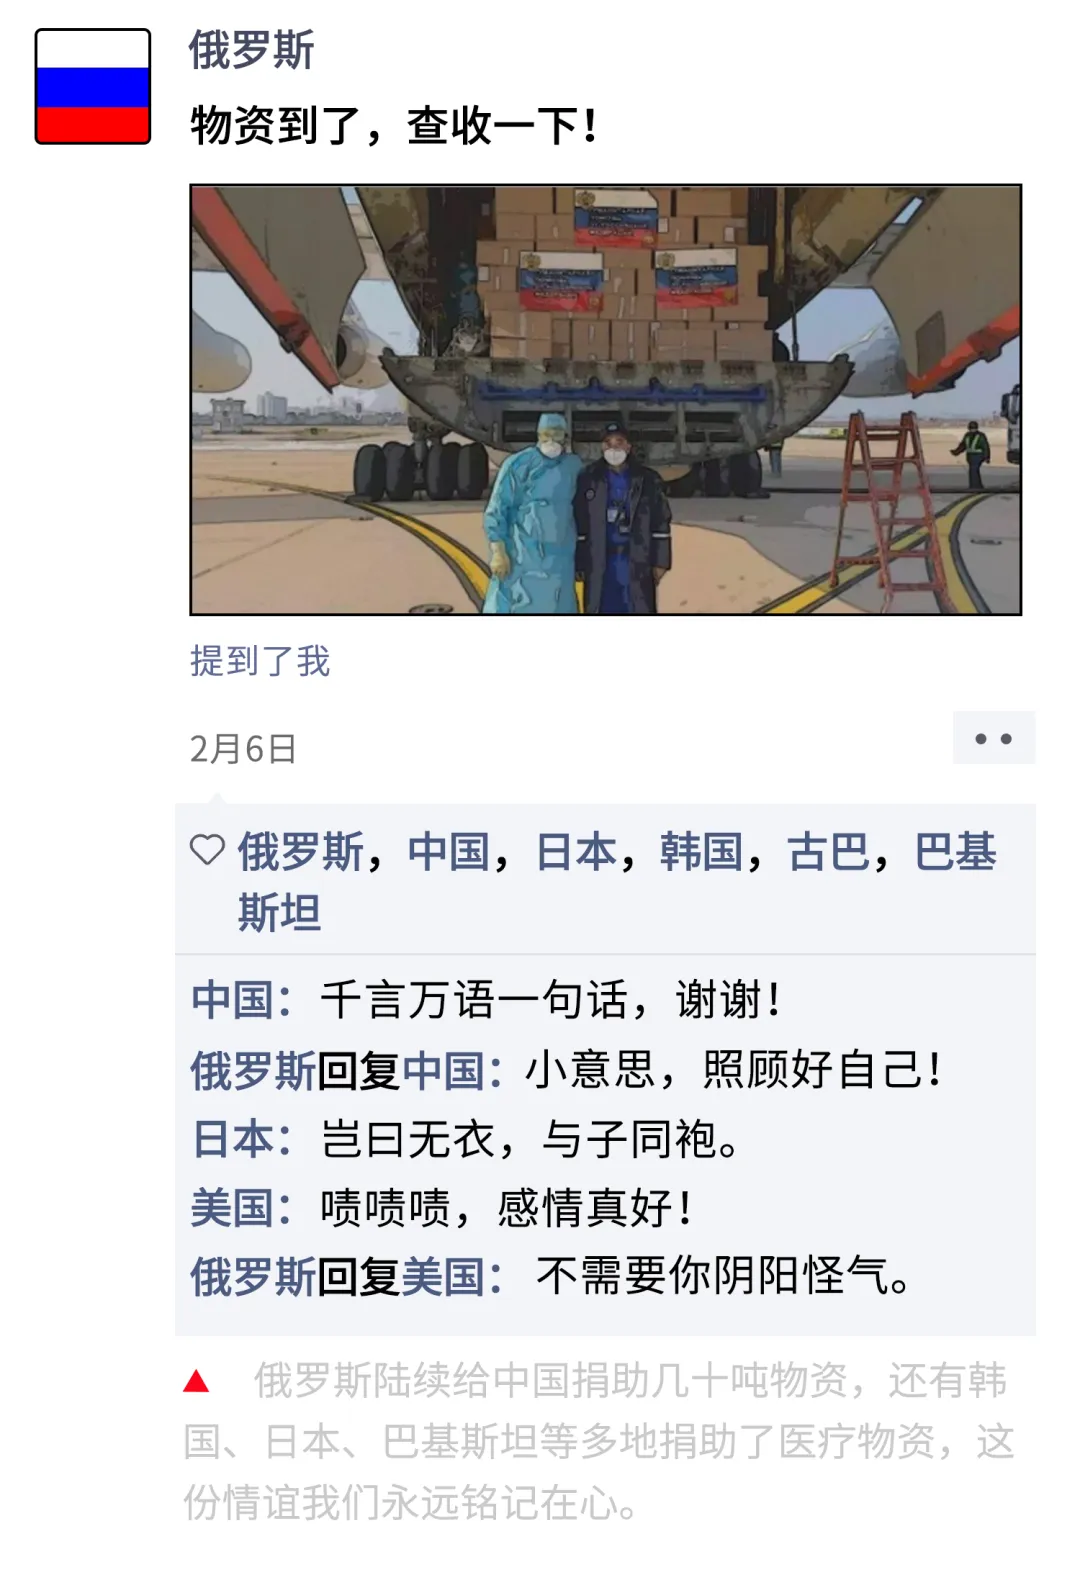 俄罗斯
物资到了，查收一下！
提到了我
2月6日
俄罗斯，中国，日本，韩国，古巴，巴基
斯坦
中国：千言万语一句话，谢谢！
俄罗斯回复中国：小意思，照顾好自己！
日本：岂曰无衣，与子同袍。
美国：啧啧啧，感情真好！
俄罗斯回复美国：不需要你阴阳怪气。
▲ 俄罗斯陆续给中国捐助几十吨物资，还有韩
国、日本、巴基斯坦等多地捐助了医疗物资，这
份情谊我们永远铭记在心。